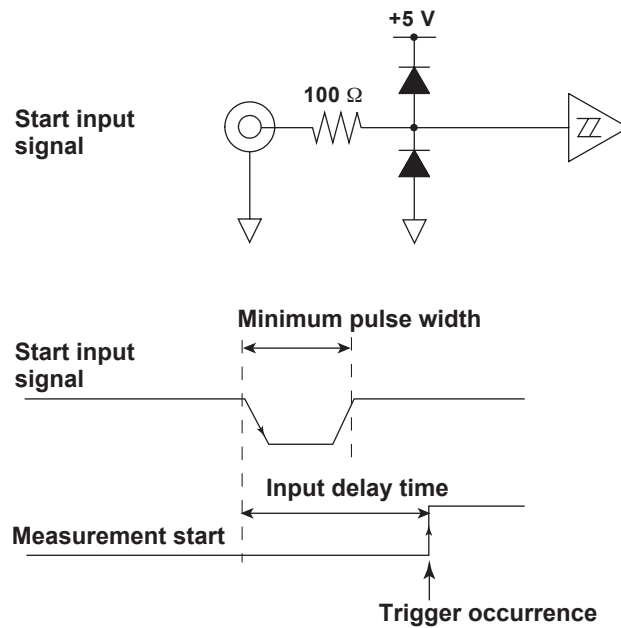 +5 V
100 Ω
Start input
signal
Minimum pulse width
Start input
signal
Input delay time
Measurement start
Trigger occurrence